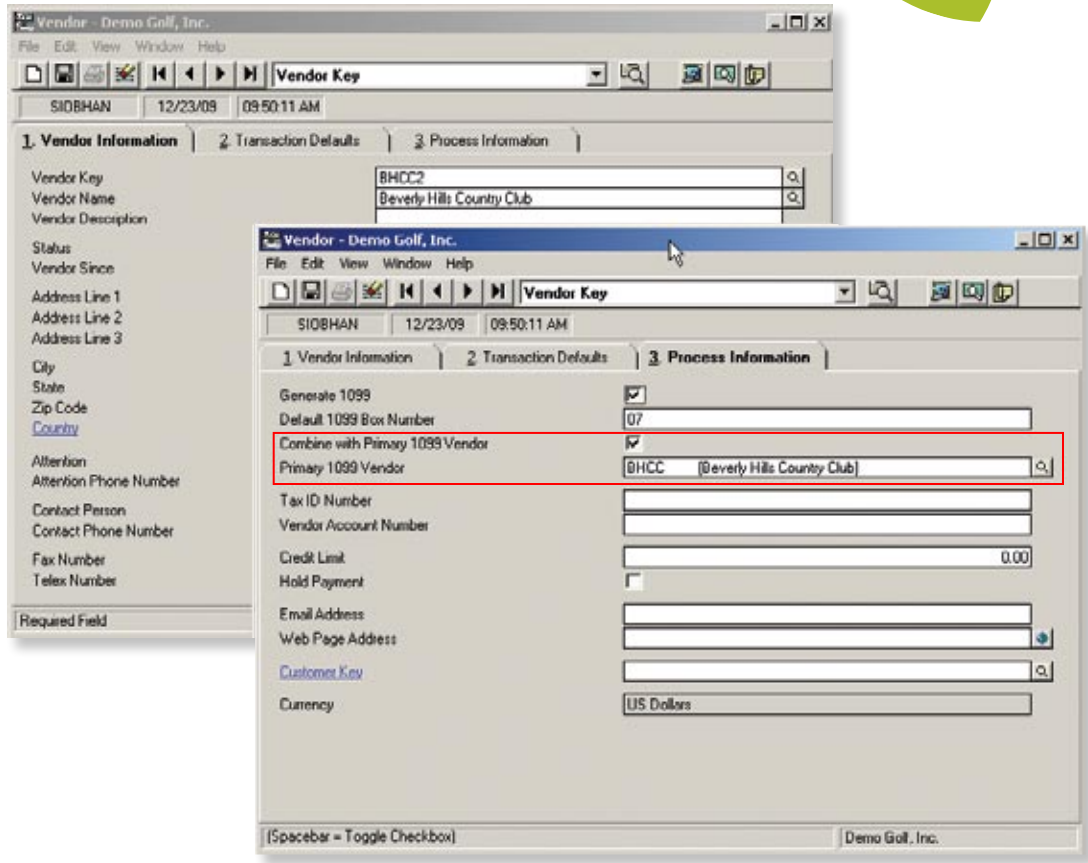 Vendor - Demo Golf, Inc.
File Edit View Window Help
Vendor Key
SIOBHAN 12/23/09 09:50:11 AM
1. Vendor Information 2. Transaction Defaults 3. Process Information
Vendor Key BHCC2
Vendor Name Beverly Hills Country Club
Vendor Description
Status
Vendor Since
Address Line 1
Address Line 2
Address Line 3
City
State
Zip Code
Country
Attention
Attention Phone Number
Contact Person
Contact Phone Number
Fax Number
Telex Number
Required Field
Vendor - Demo Golf, Inc.
File Edit View Window Help
Vendor Key
SIOBHAN 12/23/09 09:50:11 AM
1. Vendor Information 2. Transaction Defaults 3. Process Information
Generate 1099
Default 1099 Box Number 07
Combine with Primary 1099 Vendor
Primary 1099 Vendor BHCC (Beverly Hills Country Club)
Tax ID Number
Vendor Account Number
Credit Limit 0.00
Hold Payment
Email Address
Web Page Address
Customer Key
Currency US Dollars
(Spacebar = Toggle Checkbox) Demo Golf, Inc.